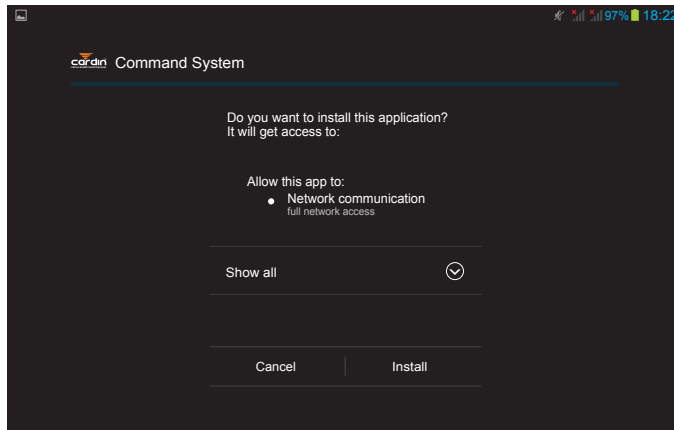 97% 18:22
cardin Command System
Do you want to install this application?
It will get access to:
Allow this app to:
Network communication
full network access
Show all
Cancel Install